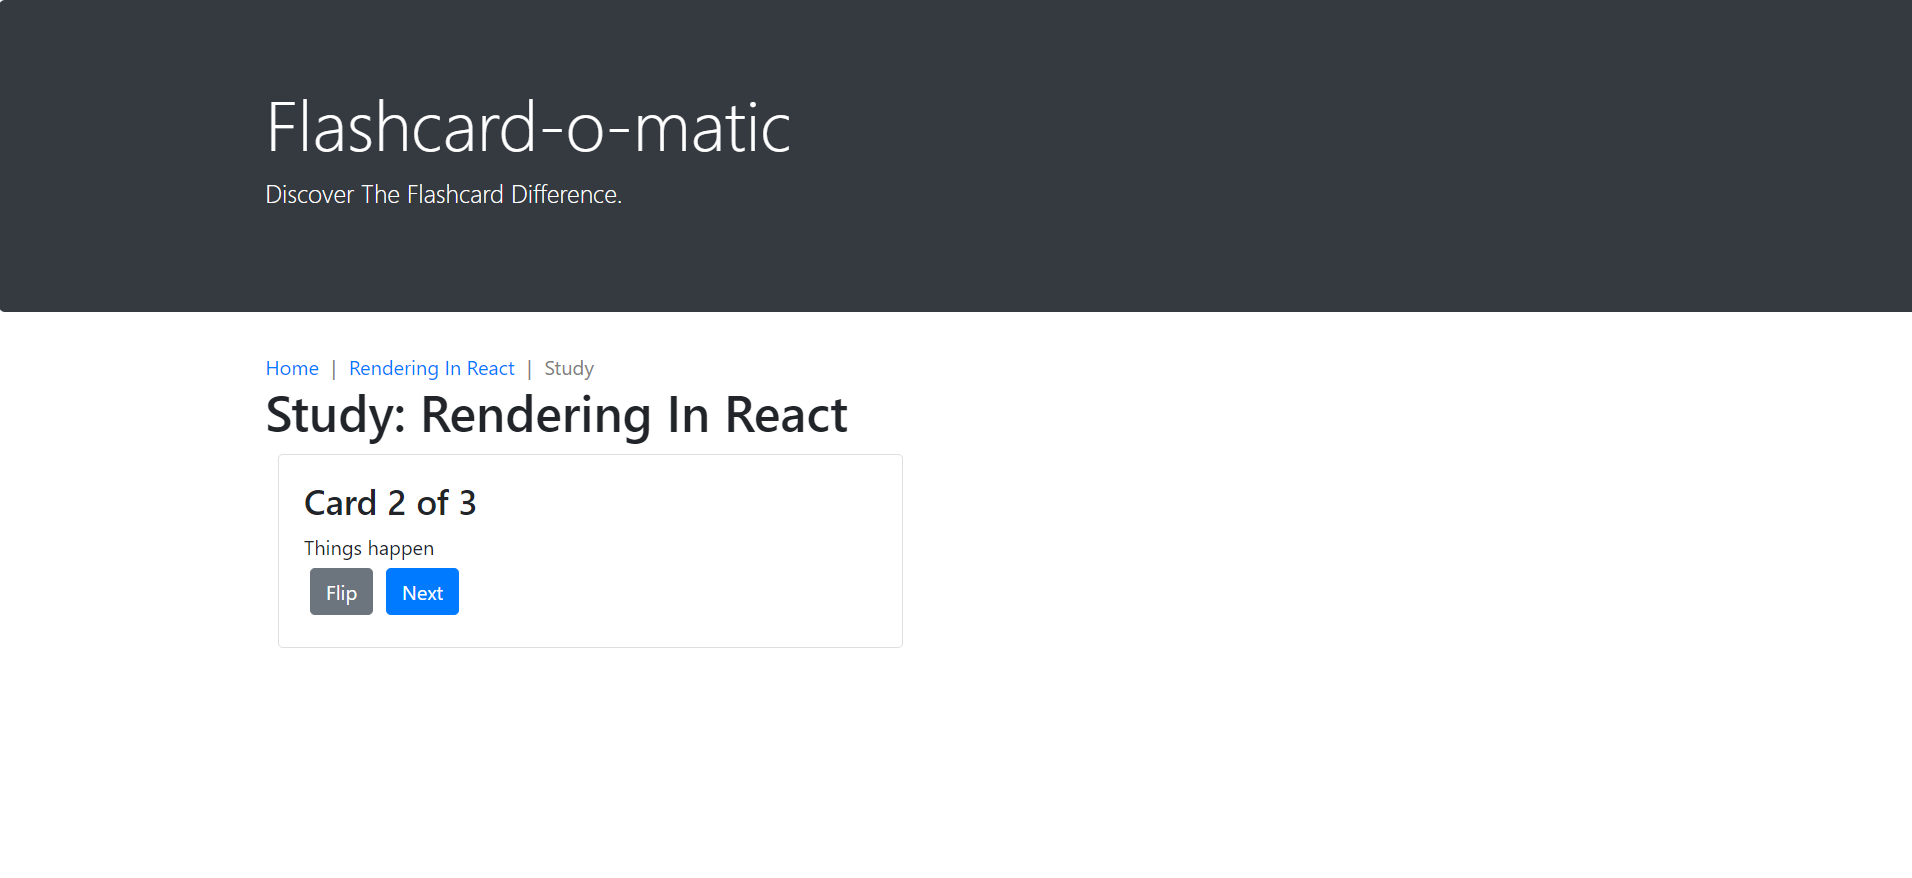 Flashcard-o-matic
Discover The Flashcard Difference.
Home | Rendering In React | Study
Study: Rendering In React
Card 2 of 3
Things happen
Flip Next